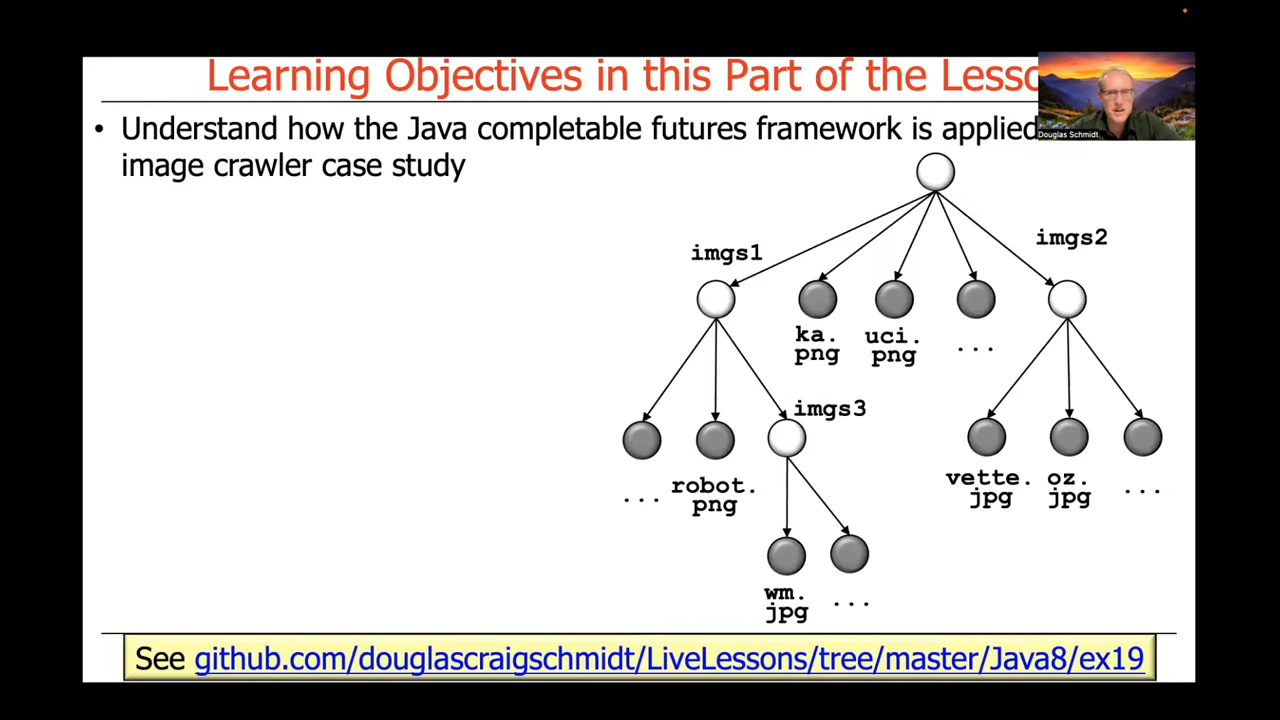 Learning Objectives in this Part of the
Douglas Schmidt
Understand how the Java completable futures framework is applied
image crawler case study
imgs1
imgs2
ka.
png
uci.
png
...
imgs3
...
robot.
png
vette.
jpg
oz.
jpg
...
wm.
jpg
...
See github.com/douglascraigschmidt/LiveLessons/tree/master/Java8/ex19